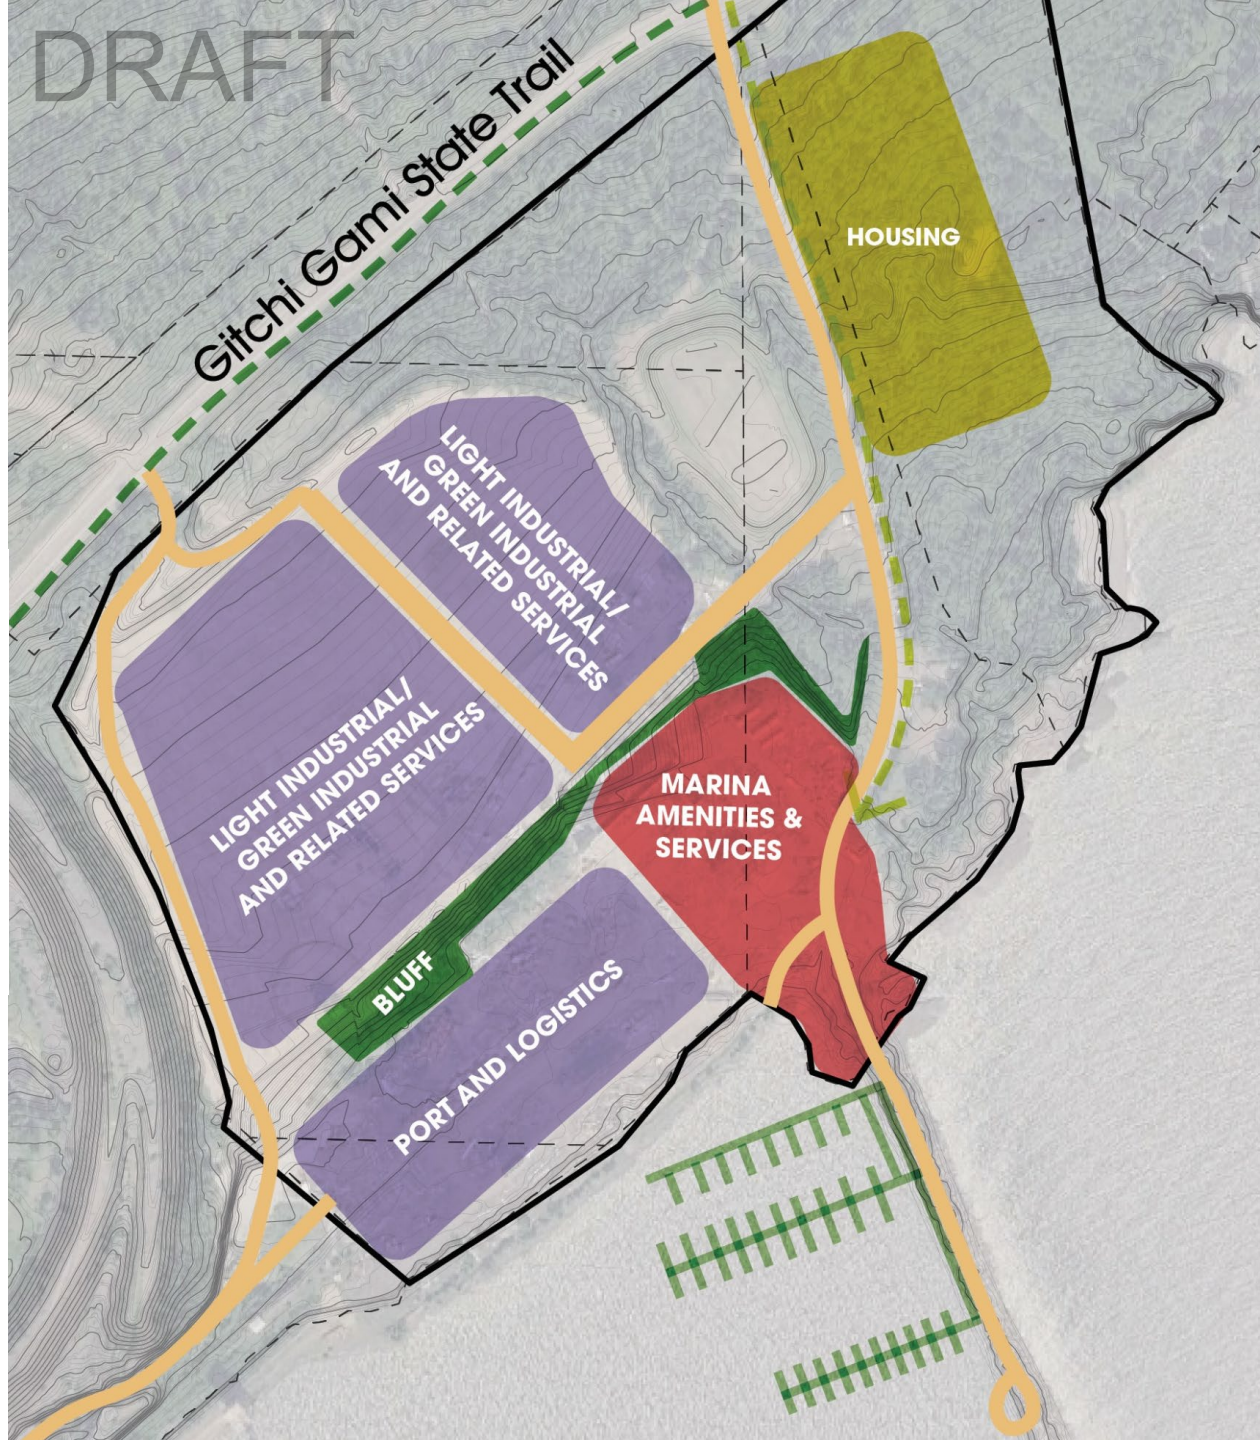 DRAFT
Gitchi Gami State Trail
HOUSING
LIGHT INDUSTRIAL/
GREEN INDUSTRIAL
AND RELATED SERVICES
LIGHT INDUSTRIAL/
GREEN INDUSTRIAL
AND RELATED SERVICES
MARINA
AMENITIES &
SERVICES
BLUFF
PORT AND LOGISTICS